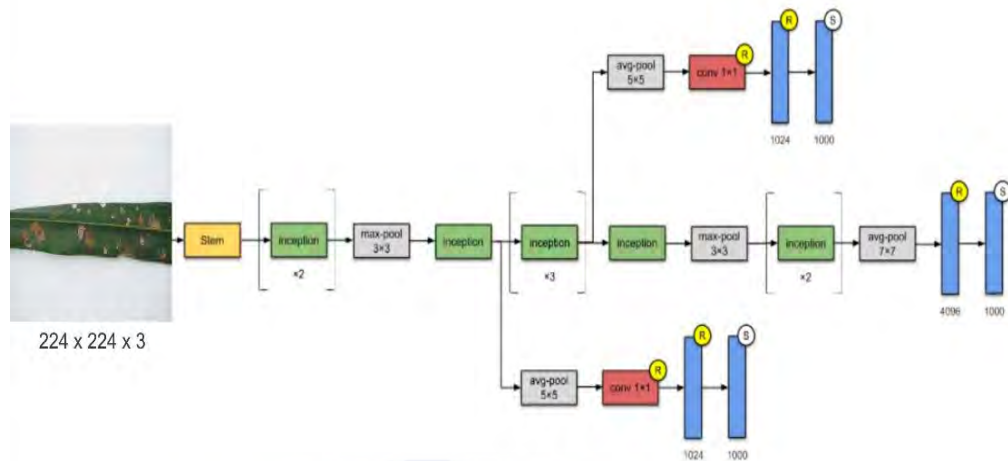 R
S
avg-pool
5×5
conv 1×1
1024
1000
R
S
Stem
inception
×2
max-pool
3×3
inception
inception
×3
inception
max-pool
3×3
inception
×2
avg-pool
7×7
4096
1000
224 x 224 x 3
R
S
avg-pool
5×5
conv 1×1
R
1024
1000
R